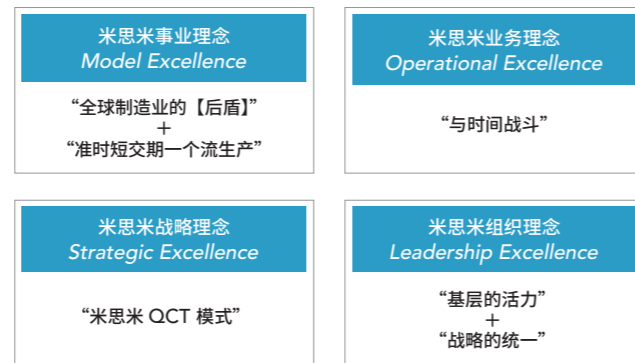 米思米事业理念
Model Excellence
“全球制造业的【后盾】”
+
“准时短交期一个流生产”
米思米业务理念
Operational Excellence
“与时间战斗”
米思米战略理念
Strategic Excellence
“米思米 QCT 模式”
米思米组织理念
Leadership Excellence
“基层的活力”
+
“战略的统一”